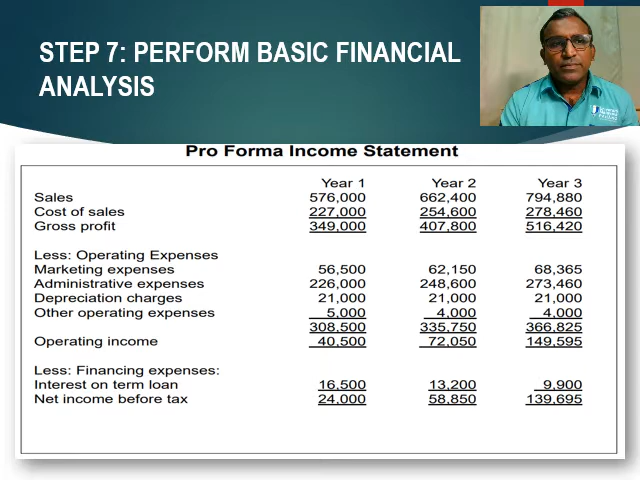 STEP 7: PERFORM BASIC FINANCIAL
ANALYSIS
Pro Forma Income Statement
Year 1 Year 2 Year 3
Sales 576,000 662,400 794,880
Cost of sales 227,000 254,600 278,460
Gross profit 349,000 407,800 516,420
Less: Operating Expenses
Marketing expenses 56,500 62,150 68,365
Administrative expenses 226,000 248,600 273,460
Depreciation charges 21,000 21,000 21,000
Other operating expenses 5,000 4,000 4,000
308,500 335,750 366,825
Operating income 40,500 72,050 149,595
Less: Financing expenses:
Interest on term loan 16,500 13,200 9,900
Net income before tax 24,000 58,850 139,695